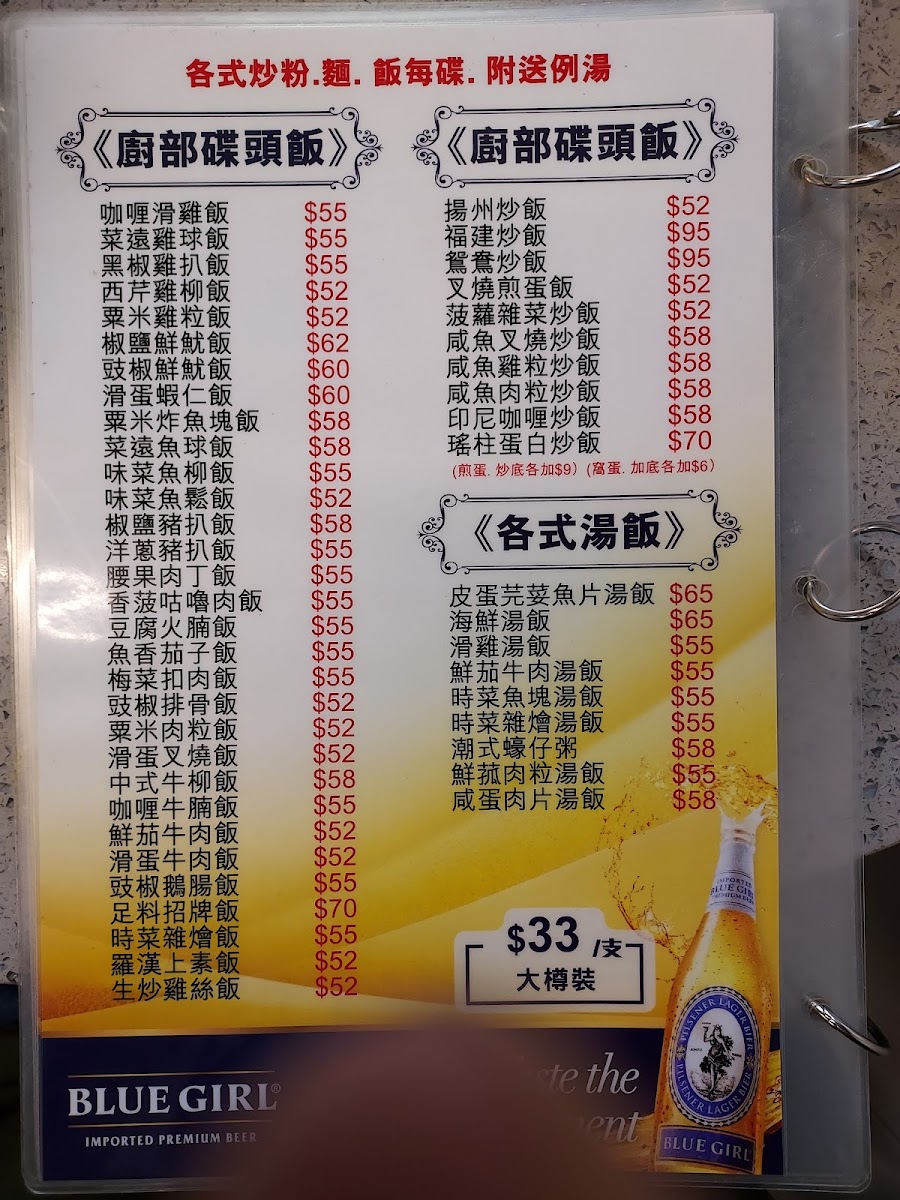 各式炒粉.麵.飯每碟.附送例湯
《廚部碟頭飯》
咖喱滑雞飯 $55
菜遠雞球飯 $55
黑椒雞扒飯 $55
西芹雞柳飯 $52
粟米雞粒飯 $52
椒鹽鮮魷飯 $62
豉椒鮮魷飯 $60
滑蛋蝦仁飯 $60
粟米炸魚塊飯 $58
菜遠魚球飯 $58
味菜魚柳飯 $55
味菜魚鬆飯 $52
椒鹽豬扒飯 $58
洋蔥豬扒飯 $55
腰果肉丁飯 $55
香菠咕嚕肉飯 $55
豆腐火腩飯 $55
魚香茄子飯 $55
梅菜扣肉飯 $55
豉椒排骨飯 $52
粟米肉粒飯 $52
滑蛋叉燒飯 $52
中式牛柳飯 $58
咖喱牛腩飯 $55
鮮茄牛肉飯 $52
滑蛋牛肉飯 $52
豉椒鵝腸飯 $55
足料招牌飯 $70
時菜雜燴飯 $55
羅漢上素飯 $52
生炒雞絲飯 $52
《廚部碟頭飯》
揚州炒飯 $52
福建炒飯 $95
鴛鴦炒飯 $95
叉燒煎蛋飯 $52
菠蘿雜菜炒飯 $52
咸魚叉燒炒飯 $58
咸魚雞粒炒飯 $58
咸魚肉粒炒飯 $58
印尼咖喱炒飯 $58
瑤柱蛋白炒飯 $70
(煎蛋.炒底各加$9) (窩蛋.加底各加$6)
《各式湯飯》
皮蛋芫荽魚片湯飯 $65
海鮮湯飯 $65
滑雞湯飯 $55
鮮茄牛肉湯飯 $55
時菜魚塊湯飯 $55
時菜雜燴湯飯 $55
潮式蠔仔粥 $58
鮮菰肉粒湯飯 $55
咸蛋肉片湯飯 $58
$33/支
大樽裝
IMPORTED
BLUE GIRL
PREMIUM BEER
PILSENER LAGER BIER
PILSENER LAGER BIER
BLUE GIRL
BLUE GIRL®
IMPORTED PREMIUM BEER
the